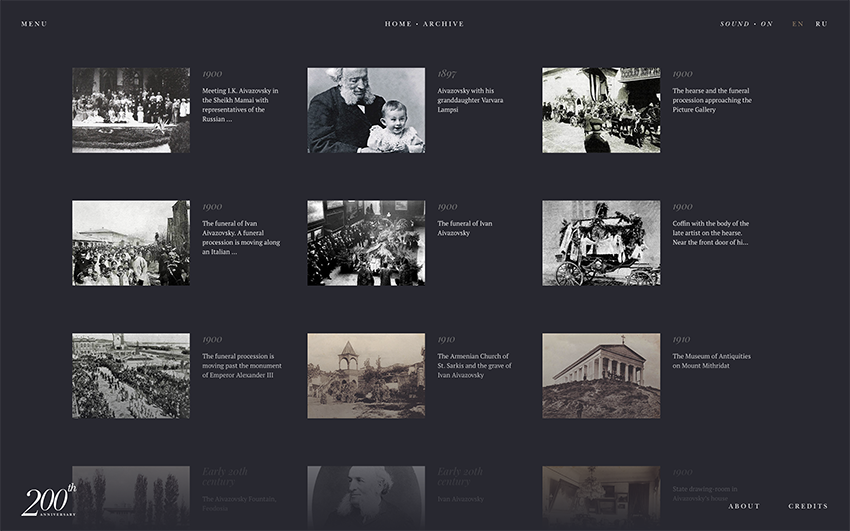 MENU
HOME • ARCHIVE
SOUND • ON EN RU
1900
Meeting I.K. Aivazovsky in
the Sheikh Mamai with
representatives of the
Russian ...
1897
Aivazovsky with his
granddaughter Varvara
Lampsi
1900
The hearse and the funeral
procession approaching the
Picture Gallery
1900
The funeral of Ivan
Aivazovsky. A funeral
procession is moving along
an Italian ...
1900
The funeral of Ivan
Aivazovsky
1900
Coffin with the body of the
late artist on the hearse.
Near the front door of hi...
1900
The funeral procession is
moving past the monument
of Emperor Alexander III
1910
The Armenian Church of
St. Sarkis and the grave of
Ivan Aivazovsky
1910
The Museum of Antiquities
on Mount Mithridat
Early 20th
century
The Aivazovsky Fountain,
Feodosia
Early 20th
century
Ivan Aivazovsky
1900
State drawing-room in
Aivazovsky's house
200th
ANNIVERSARY
ABOUT
CREDITS